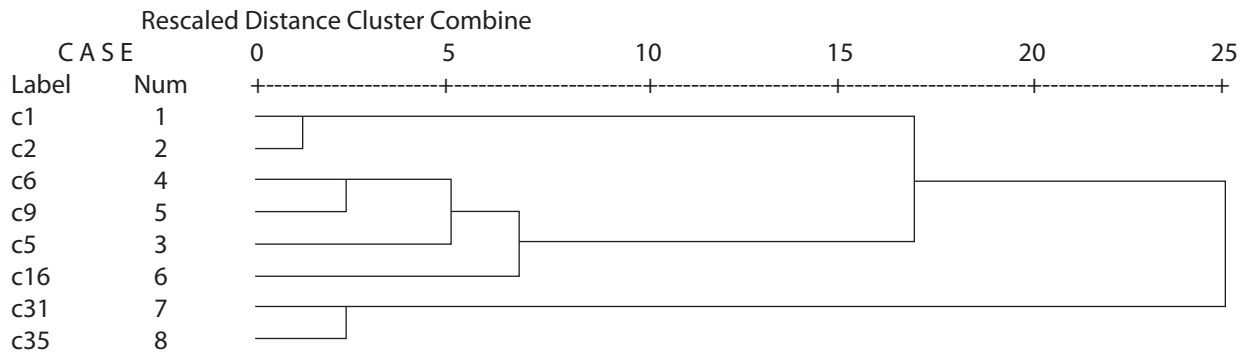 Rescaled Distance Cluster Combine
C A S E 0 5 10 15 20 25
Label Num +---------+---------+---------+---------+---------+
c1 1
c2 2
c6 4
c9 5
c5 3
c16 6
c31 7
c35 8